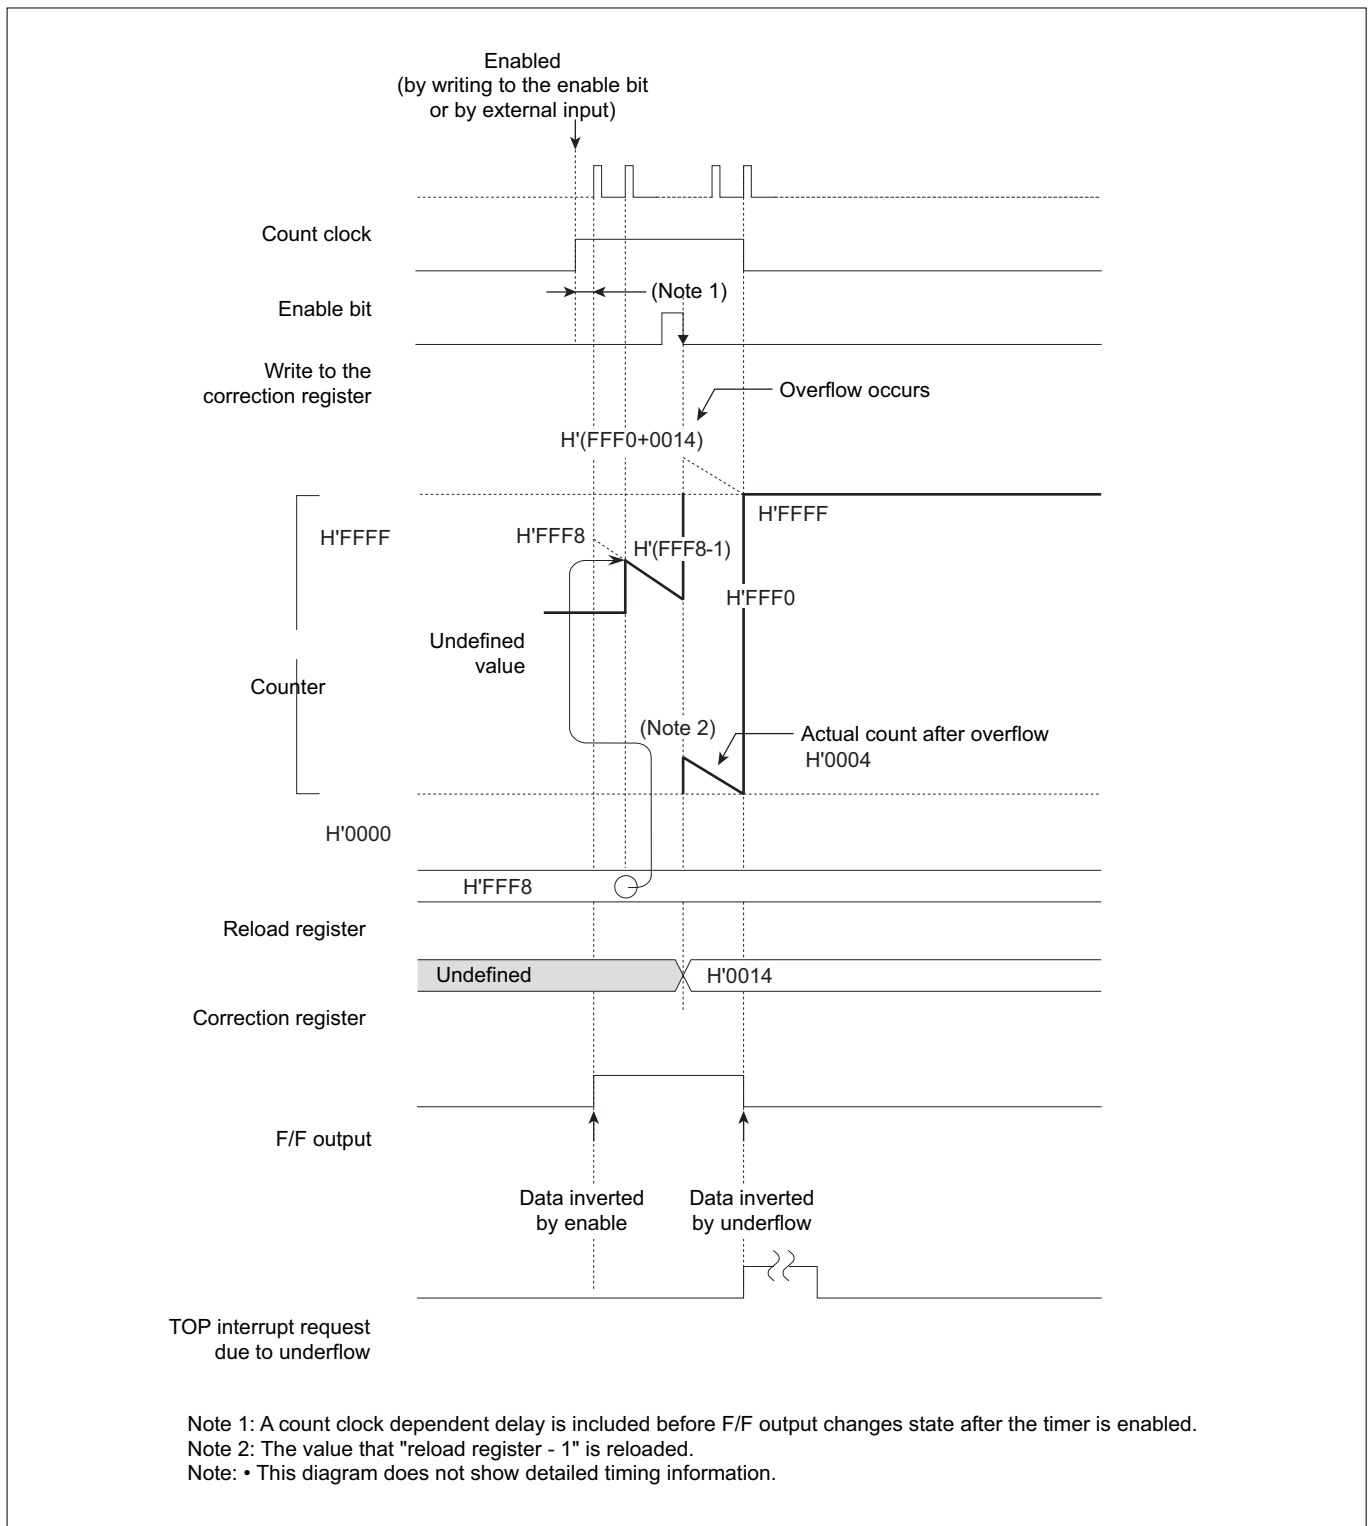 Enabled
(by writing to the enable bit
or by external input)
Count clock
(Note 1)
Enable bit
Write to the
correction register
Overflow occurs
H'(FFF0+0014)
H'FFFF
H'FFFF
H'FFF8
H'(FFF8-1)
H'FFF0
Undefined
value
Counter
(Note 2)
Actual count after overflow
H'0004
H'0000
H'FFF8
Reload register
Undefined
H'0014
Correction register
F/F output
Data inverted
by enable
Data inverted
by underflow
TOP interrupt request
due to underflow
Note 1: A count clock dependent delay is included before F/F output changes state after the timer is enabled.
Note 2: The value that "reload register - 1" is reloaded.
Note: • This diagram does not show detailed timing information.